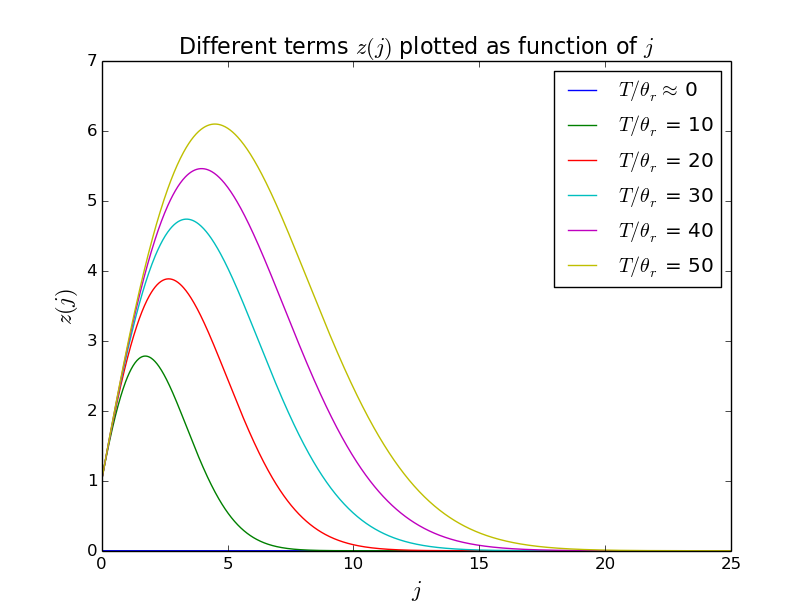 Different terms z(j) plotted as function of j
7
6
5
4
3
2
1
0
z(j)
T/θr ≈ 0
T/θr = 10
T/θr = 20
T/θr = 30
T/θr = 40
T/θr = 50
0 5 10 15 20 25
j